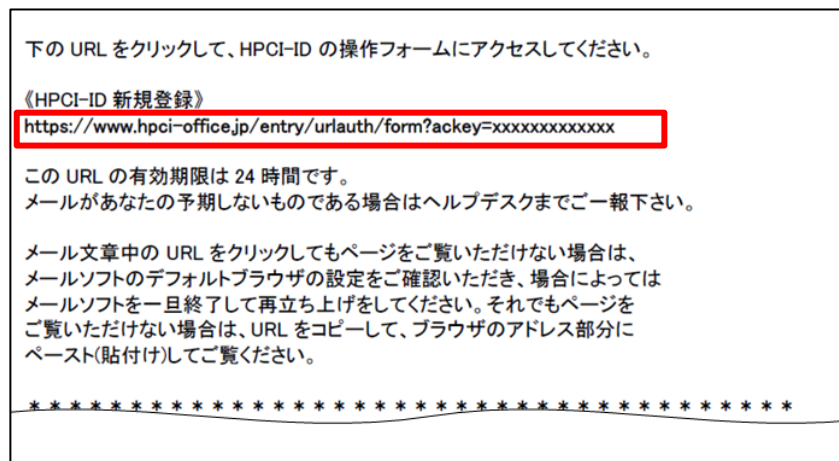 下の URL をクリックして、HPCI-ID の操作フォームにアクセスしてください。
《HPCI-ID 新規登録》
https://www.hpci-office.jp/entry/urlauth/form?ackey=xxxxxxxxxxxxx
この URL の有効期限は 24 時間です。
メールがあなたの予期しないものである場合はヘルプデスクまでご一報下さい。
メール文章中の URL をクリックしてもページをご覧いただけない場合は、
メールソフトのデフォルトブラウザの設定をご確認いただき、場合によっては
メールソフトを一旦終了して再立ち上げをしてください。それでもページを
ご覧いただけない場合は、URL をコピーして、ブラウザのアドレス部分に
ペースト(貼付け)してご覧ください。
* * * * * * * * * * * * * * * * * * * * * * * * * * * * * * * * * * * * * *